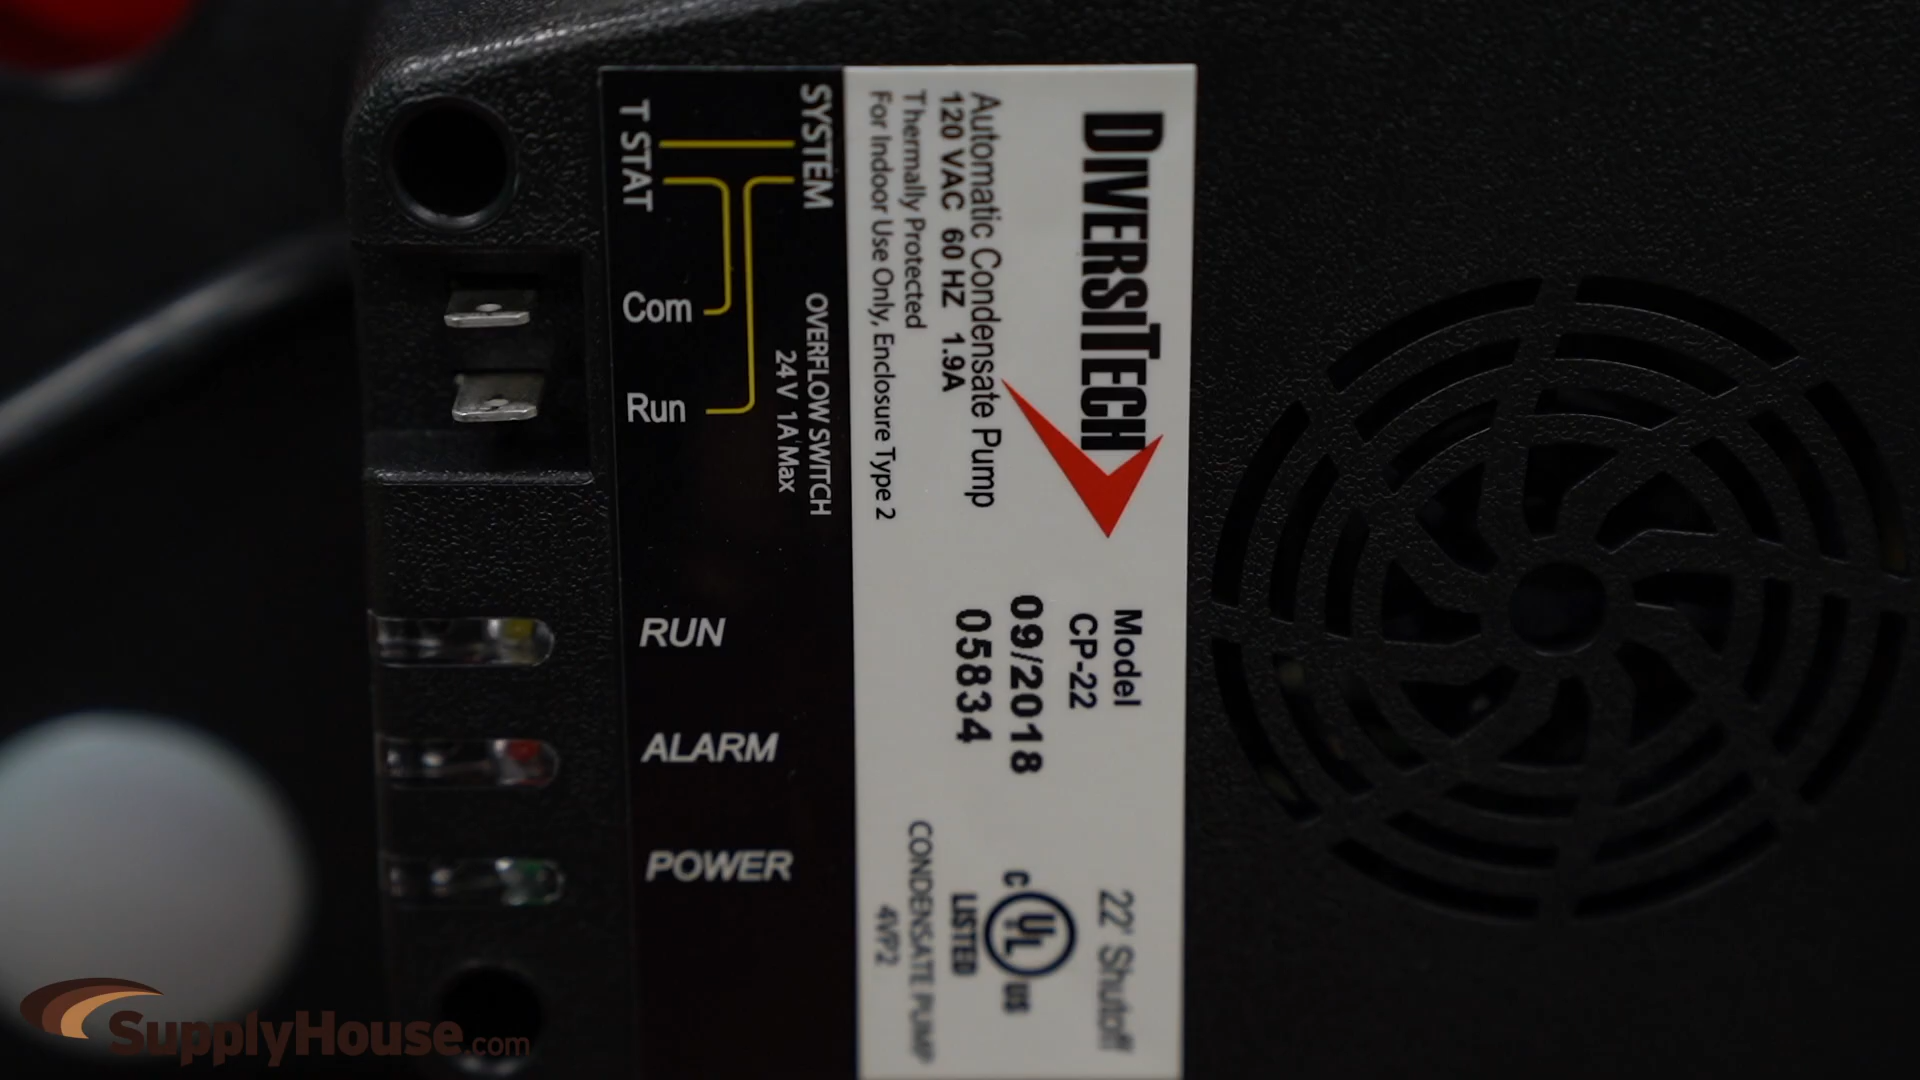 DIVERSITECH
Automatic Condensate Pump
120 VAC 60 HZ 1.9A
Thermally Protected
For Indoor Use Only, Enclosure Type 2
Model
CP-22
09/2018
05834
22' Shutoff
C UL US
LISTED
CONDENSATE PUMP
4VP2
SYSTEM
T STAT
OVERFLOW SWITCH
24 V 1A Max
Com
Run
RUN
ALARM
POWER
SupplyHouse.com